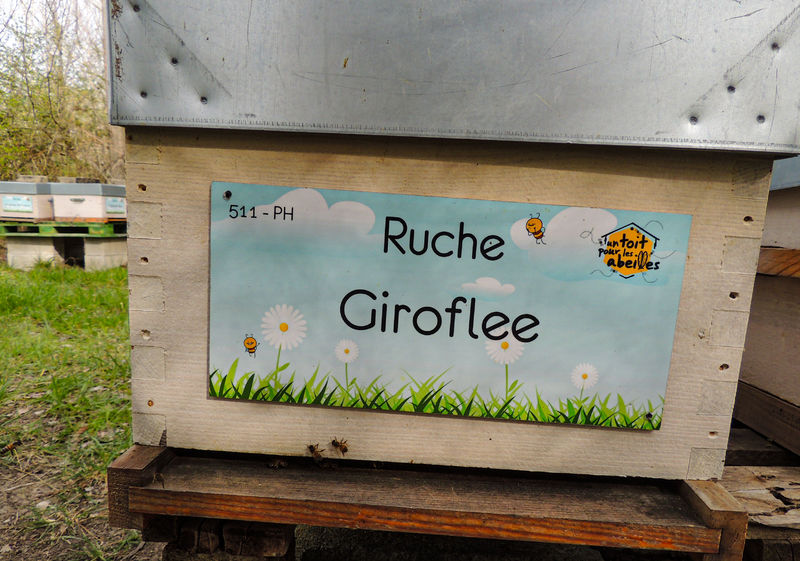 511 - PH
Ruche
Giroflee
un toit
pour les
abeilles